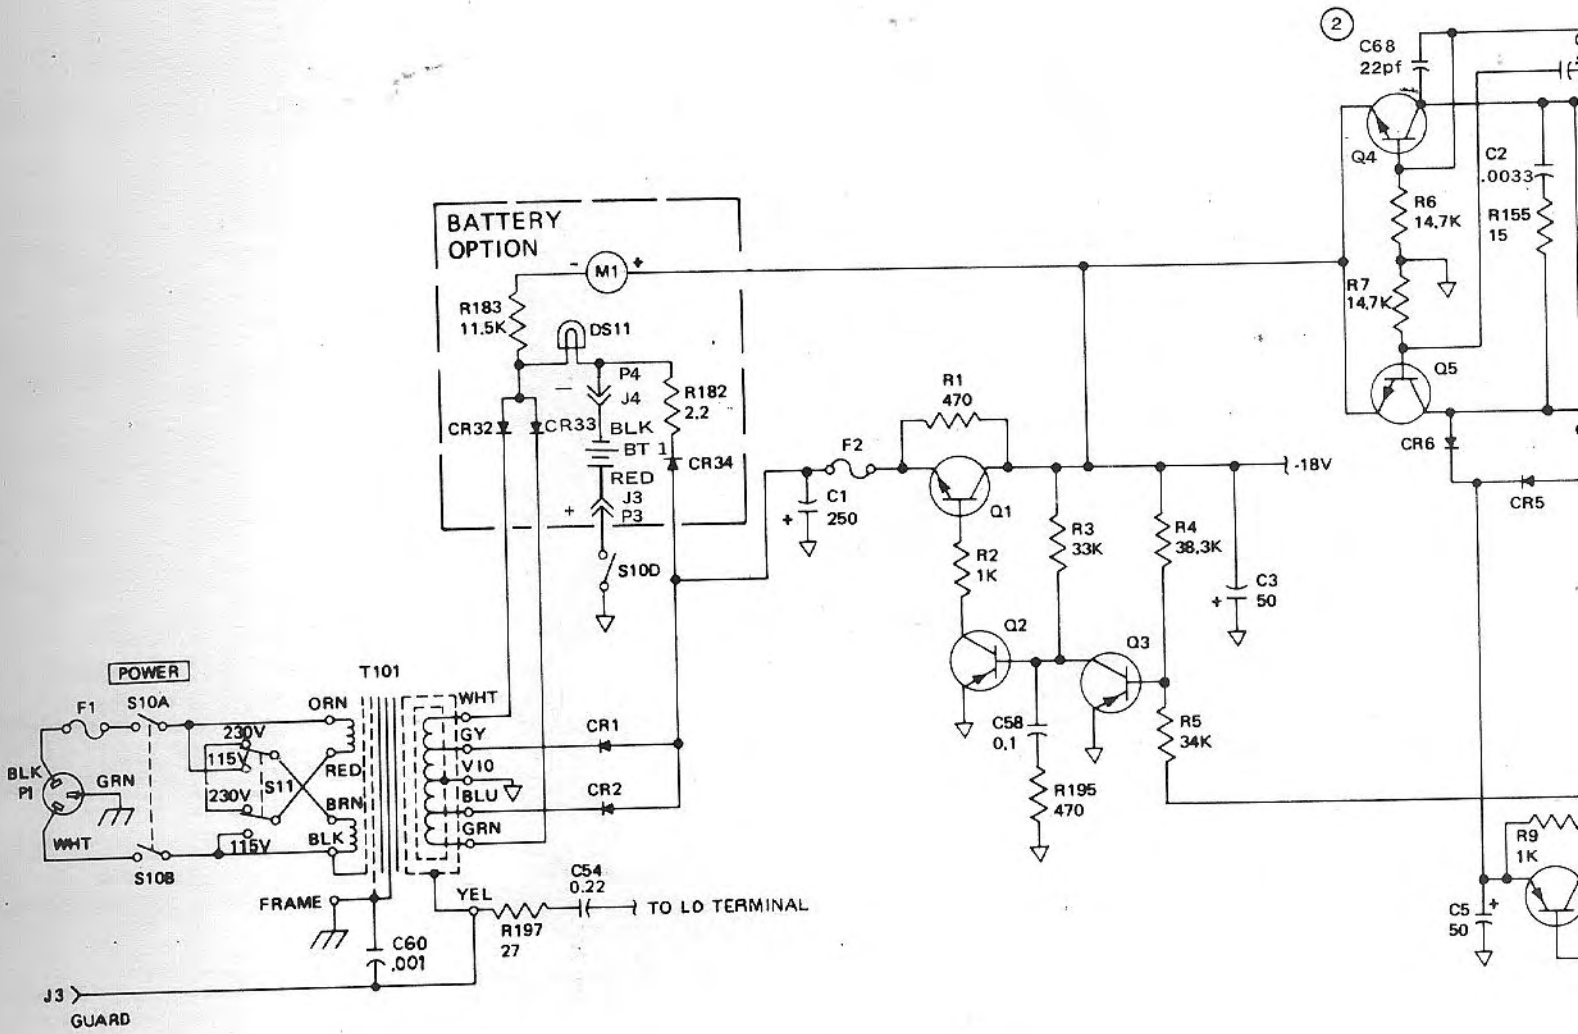 2
C68
22pf
Q4
C2
.0033
R6
14,7K
R155
15
R7
14,7K
Q5
CR6
CR5
BATTERY
OPTION
- M1 +
R183
11.5K
DS11
P4
J4
R182
2.2
CR32
CR33
BLK
BT 1
RED
CR34
J3
P3
+
-
S10D
R1
470
F2
C1
250
+
Q1
-18V
R3
33K
R4
38,3K
R2
1K
C3
50
+
Q2
Q3
C58
0,1
R5
34K
R195
470
R9
1K
C5
50
+
POWER
T101
F1
S10A
ORN
WHT
230V
GY
CR1
115V
RED
VIO
BLK
P1
GRN
S11
230V
BRN
BLU
CR2
BLK
GRN
WHT
115V
S10B
FRAME
YEL
C54
0.22
TO LO TERMINAL
R197
27
C60
.001
J3
GUARD